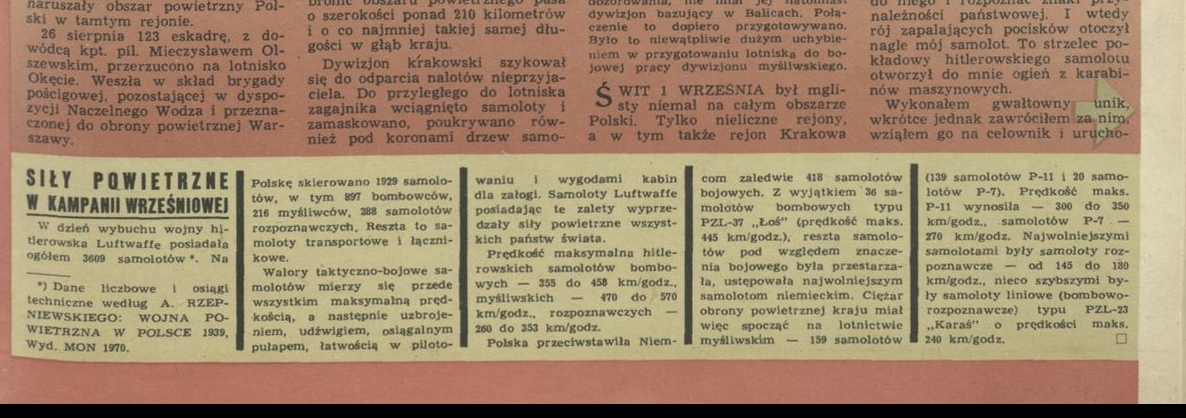 naruszały obszar powietrzny Pol-
ski w tamtym rejonie.
26 sierpnia 123 eskadrę, z do-
wódcą kpt. pil. Mieczysławem Ol-
szewskim, przerzucono na lotnisko
Okęcie. Weszła w skład brygady
pościgowej, pozostającej w dyspo-
zycji Naczelnego Wodza i przezna-
czonej do obrony powietrznej War-
szawy.
bronić obszaru powietrznego pasa
o szerokości ponad 210 kilometrów
i o co najmniej takiej samej dłu-
gości w głąb kraju.
Dywizjon krakowski szykował
się do odparcia nalotów nieprzyja-
ciela. Do przyległego do lotniska
zagajnika wciągnięto samoloty i
zamaskowano, poukrywano rów-
nież pod koronami drzew samo-
dozorowania, nie miał jej natomiast
dywizjon bazujący w Balicach. Połą-
czenie to dopiero przygotowywano.
Było to niewątpliwie dużym uchybie-
niem w przygotowaniu lotniska do bo-
jowej pracy dywizjonu myśliwskiego.
ŚWIT 1 WRZEŚNIA był mgli-
sty niemal na całym obszarze
Polski. Tylko nieliczne rejony,
a w tym także rejon Krakowa
do niego i rozpoznać znaki przy-
należności państwowej. I wtedy
rój zapalających pocisków otoczył
nagle mój samolot. To strzelec po-
kładowy hitlerowskiego samolotu
otworzył do mnie ogień z karabi-
nów maszynowych.
Wykonałem gwałtowny unik,
wkrótce jednak zawróciłem za nim,
wziąłem go na celownik i urucho-
SIŁY POWIETRZNE
W KAMPANII WRZEŚNIOWEJ
W dzień wybuchu wojny hi-
tlerowska Luftwaffe posiadała
ogółem 3609 samolotów *. Na
*) Dane liczbowe i osiągi
techniczne według A. RZEP-
NIEWSKIEGO: WOJNA PO-
WIETRZNA W POLSCE 1939,
Wyd. MON 1970.
Polskę skierowano 1929 samolo-
tów, w tym 897 bombowców,
216 myśliwców, 288 samolotów
rozpoznawczych. Reszta to sa-
moloty transportowe i łączni-
kowe.
Walory taktyczno-bojowe sa-
molotów mierzy się przede
wszystkim maksymalną pręd-
kością, a następnie uzbroje-
niem, udźwigiem, osiągalnym
pułapem, łatwością w piloto-
waniu i wygodami kabin
dla załogi. Samoloty Luftwaffe
posiadając te zalety wyprze-
dzały siły powietrzne wszyst-
kich państw świata.
Prędkość maksymalna hitle-
rowskich samolotów bombo-
wych — 355 do 458 km/godz.,
myśliwskich — 470 do 570
km/godz., rozpoznawczych —
260 do 353 km/godz.
Polska przeciwstawiła Niem-
com zaledwie 418 samolotów
bojowych. Z wyjątkiem 36 sa-
molotów bombowych typu
PZL-37 „Łoś” (prędkość maks.
445 km/godz.), reszta samolo-
tów pod względem znacze-
nia bojowego była przestarza-
ła, ustępowała najwolniejszym
samolotom niemieckim. Ciężar
obrony powietrznej kraju miał
więc spocząć na lotnictwie
myśliwskim — 159 samolotów
(139 samolotów P-11 i 20 samo-
lotów P-7). Prędkość maks.
P-11 wynosiła — 300 do 350
km/godz., samolotów P-7 —
270 km/godz. Najwolniejszymi
samolotami były samoloty roz-
poznawcze — od 145 do 180
km/godz., nieco szybszymi by-
ły samoloty liniowe (bombowo-
rozpoznawcze) typu PZL-23
„Karaś” o prędkości maks.
240 km/godz. □